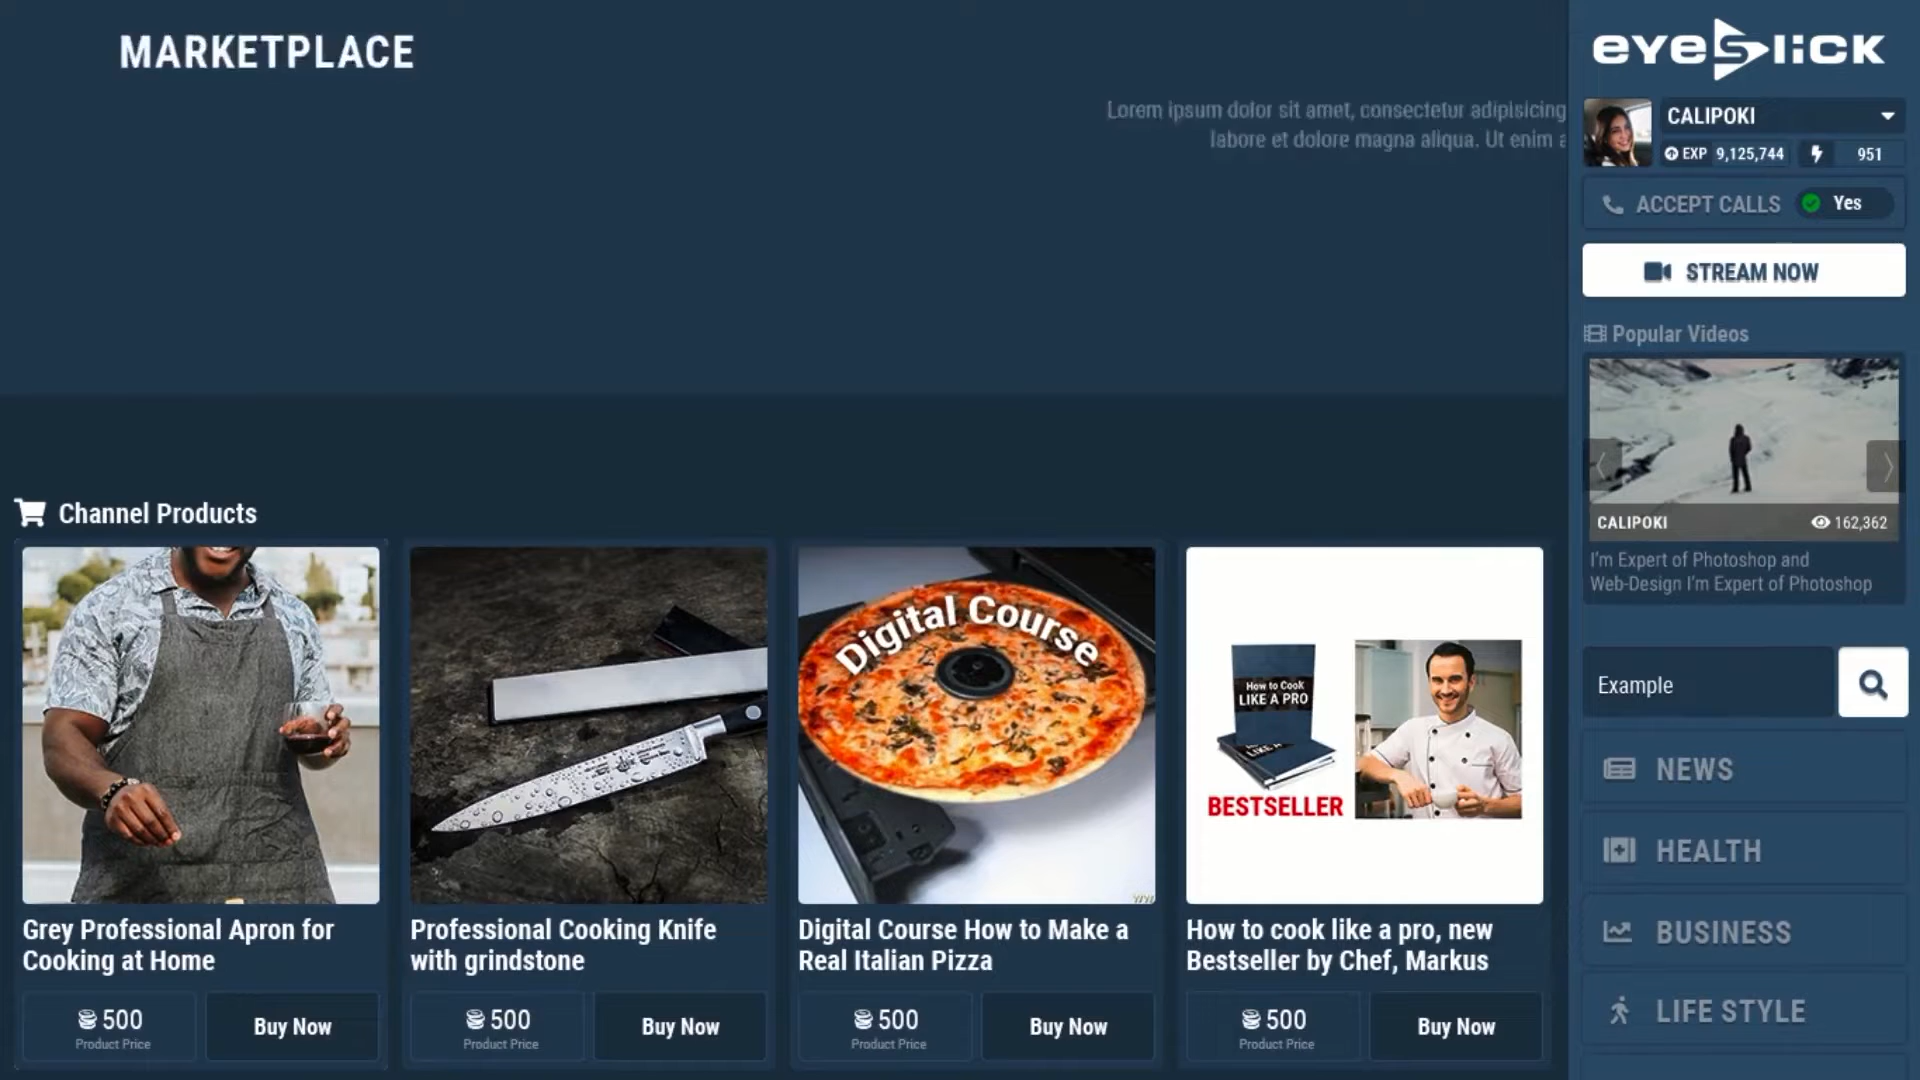 MARKETPLACE
Lorem ipsum dolor sit amet, consectetur adipisicing
labore et dolore magna aliqua. Ut enim a
eyeslick
CALIPOKI
EXP 9,125,744
951
ACCEPT CALLS Yes
STREAM NOW
Popular Videos
CALIPOKI 162,362
I'm Expert of Photoshop and
Web-Design I'm Expert of Photoshop
Example
NEWS
HEALTH
BUSINESS
LIFE STYLE
Channel Products
Grey Professional Apron for
Cooking at Home
500
Product Price
Buy Now
Professional Cooking Knife
with grindstone
500
Product Price
Buy Now
Digital Course
Digital Course How to Make a
Real Italian Pizza
500
Product Price
Buy Now
How to Cook
LIKE A PRO
BESTSELLER
How to cook like a pro, new
Bestseller by Chef, Markus
500
Product Price
Buy Now